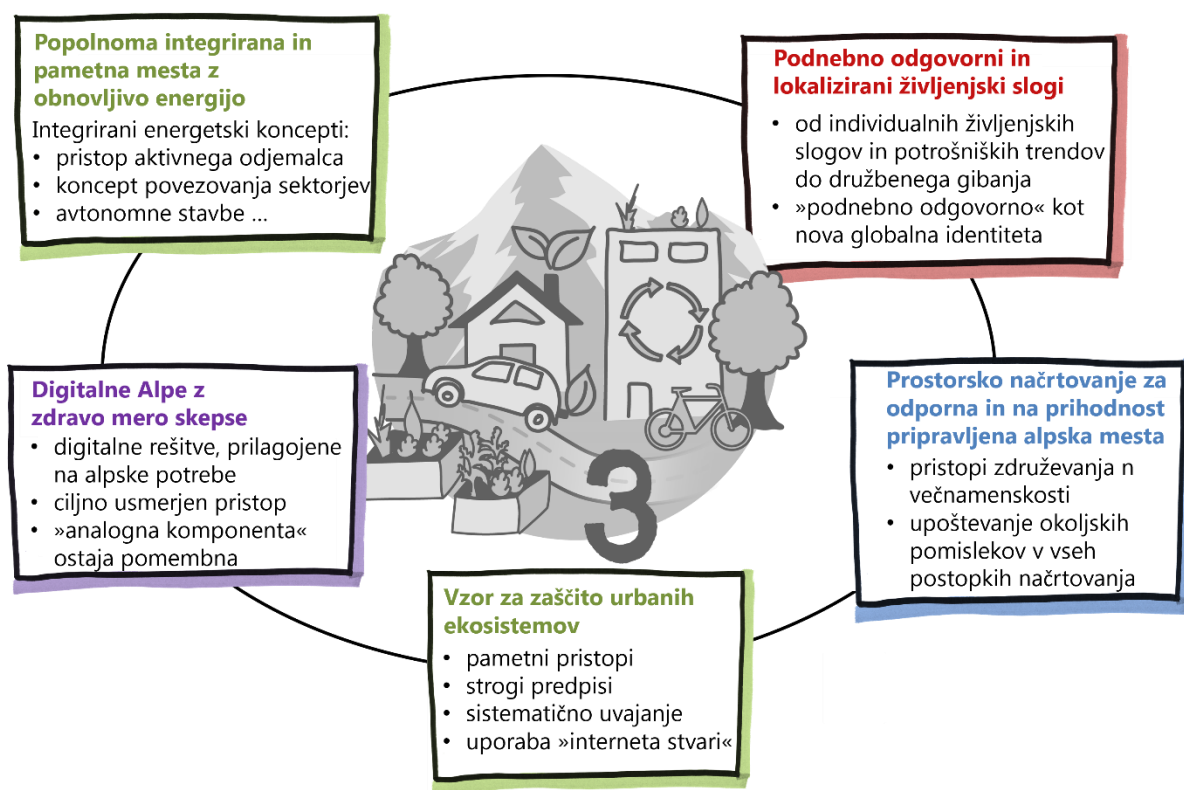 Popolnoma integrirana in
pametna mesta z
obnovljivo energijo
Integrirani energetski koncepti:
• pristop aktivnega odjemalca
• koncept povezovanja sektorjev
• avtonomne stavbe ...
Podnebno odgovorni in
lokalizirani življenjski slogi
• od individualnih življenjskih
slogov in potrošniških trendov
do družbenega gibanja
• »podnebno odgovorno« kot
nova globalna identiteta
Digitalne Alpe z
zdravo mero skepse
• digitalne rešitve, prilagojene
na alpske potrebe
• ciljno usmerjen pristop
• »analogna komponenta«
ostaja pomembna
Prostorsko načrtovanje za
odporna in na prihodnost
pripravljena alpska mesta
• pristopi združevanja n
večnamenskosti
• upoštevanje okoljskih
pomislekov v vseh
postopkih načrtovanja
3
Vzor za zaščito urbanih
ekosistemov
• pametni pristopi
• strogi predpisi
• sistematično uvajanje
• uporaba »interneta stvari«